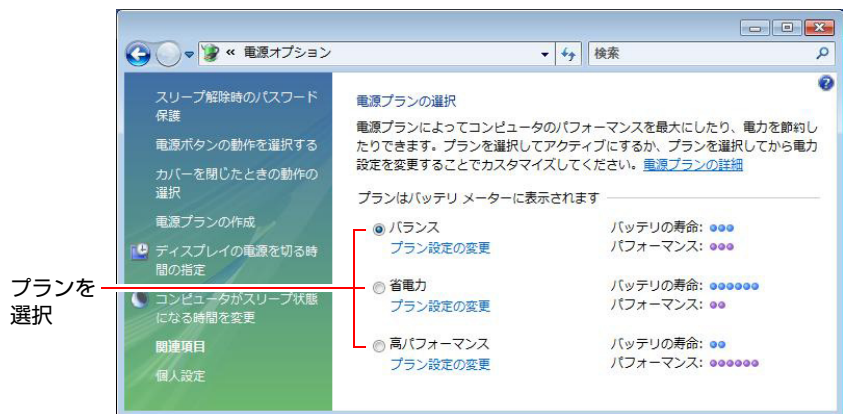 « 電源オプション
検索
スリープ解除時のパスワード
保護
電源ボタンの動作を選択する
カバーを閉じたときの動作の
選択
電源プランの作成
ディスプレイの電源を切る時
間の指定
コンピュータがスリープ状態
になる時間を変更
関連項目
個人設定
プランを
選択
電源プランの選択
電源プランによってコンピュータのパフォーマンスを最大にしたり、電力を節約し
たりできます。プランを選択してアクティブにするか、プランを選択してから電力
設定を変更することでカスタマイズしてください。電源プランの詳細
プランはバッテリ メーターに表示されます
バランス バッテリの寿命:
プラン設定の変更 パフォーマンス:
省電力 バッテリの寿命:
プラン設定の変更 パフォーマンス:
高パフォーマンス バッテリの寿命:
プラン設定の変更 パフォーマンス: